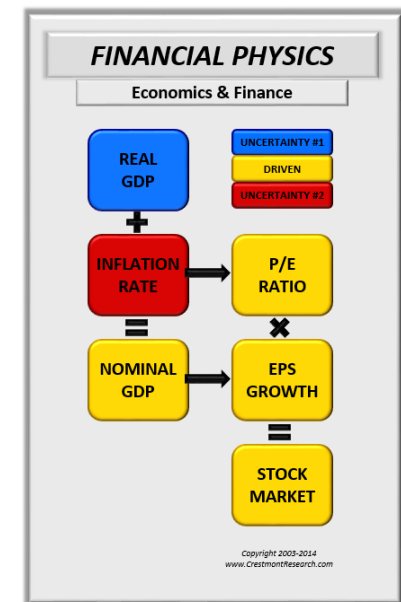 FINANCIAL PHYSICS
Economics & Finance
REAL
GDP
UNCERTAINTY #1
DRIVEN
UNCERTAINTY #2
+
INFLATION
RATE
P/E
RATIO
×
=
NOMINAL
GDP
EPS
GROWTH
=
STOCK
MARKET
Copyright 2003-2014
www.CrestmontResearch.com